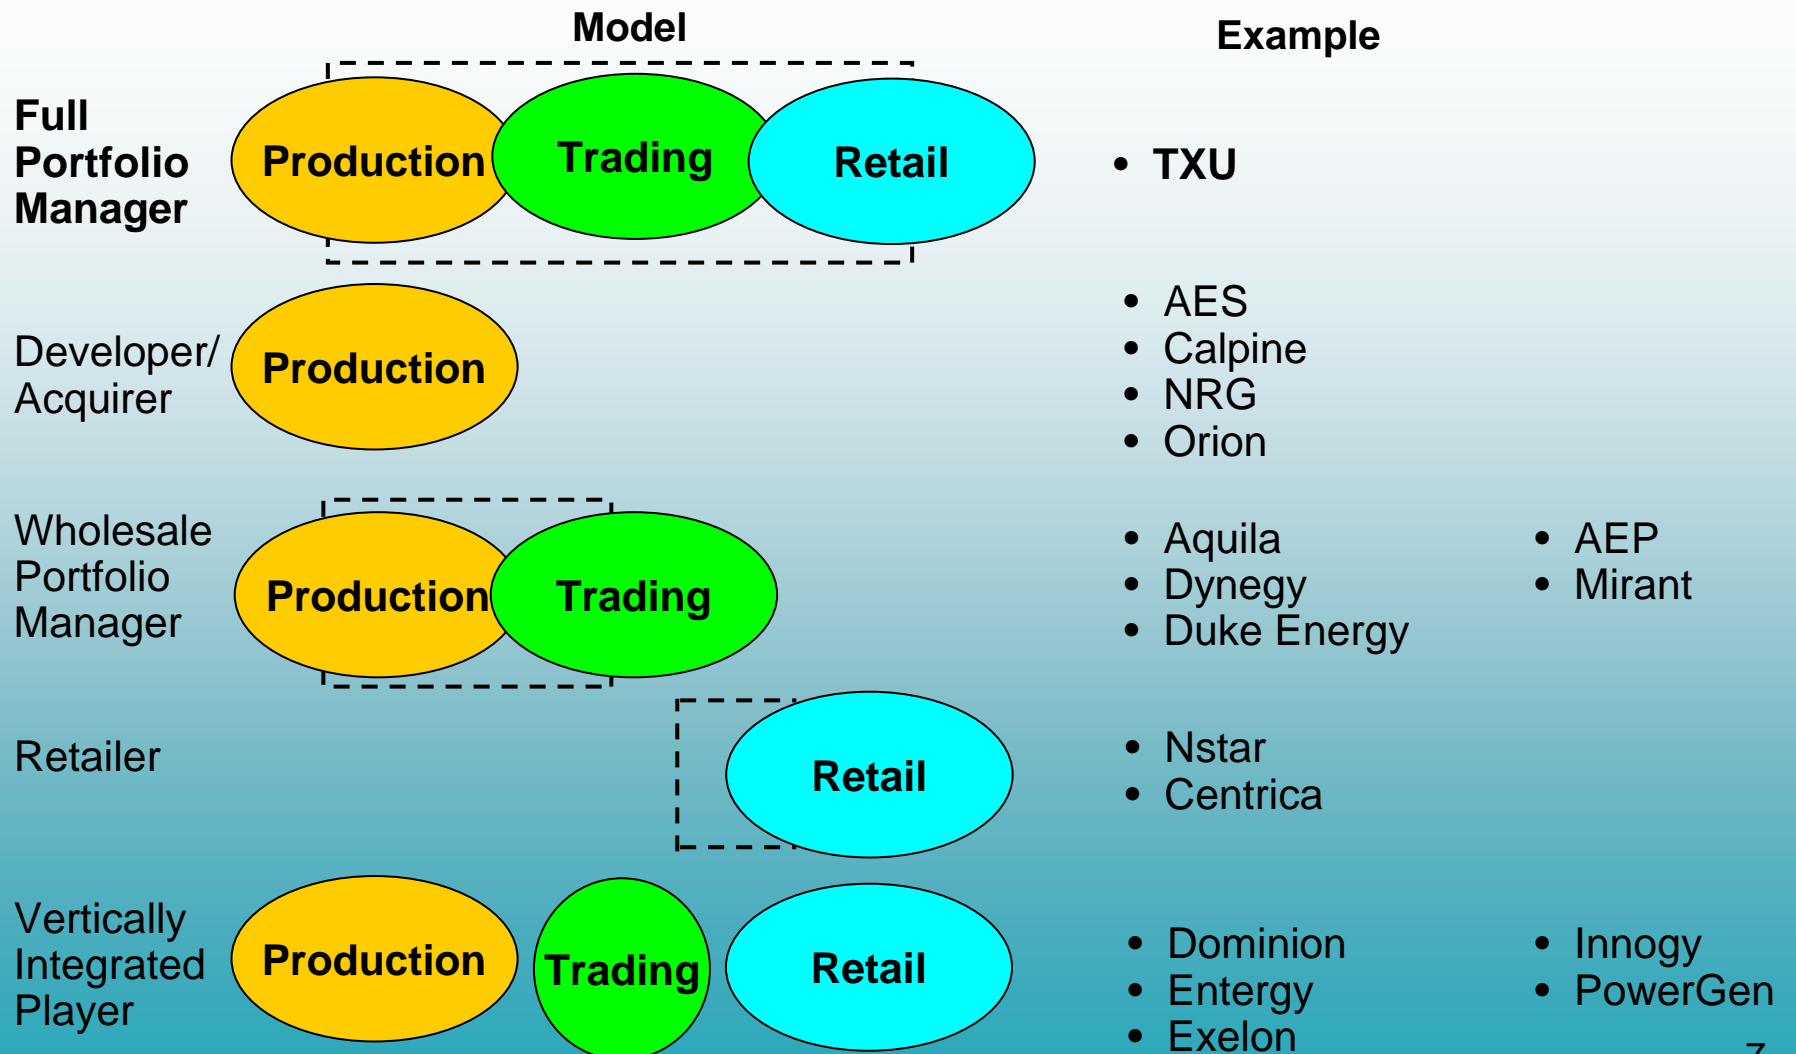 Model
Example
Full
Portfolio
Manager
Production
Trading
Retail
• TXU
Developer/
Acquirer
Production
• AES
• Calpine
• NRG
• Orion
Wholesale
Portfolio
Manager
Production
Trading
• Aquila
• Dynegy
• Duke Energy
• AEP
• Mirant
Retailer
Retail
• Nstar
• Centrica
Vertically
Integrated
Player
Production
Trading
Retail
• Dominion
• Entergy
• Exelon
• Innogy
• PowerGen
7